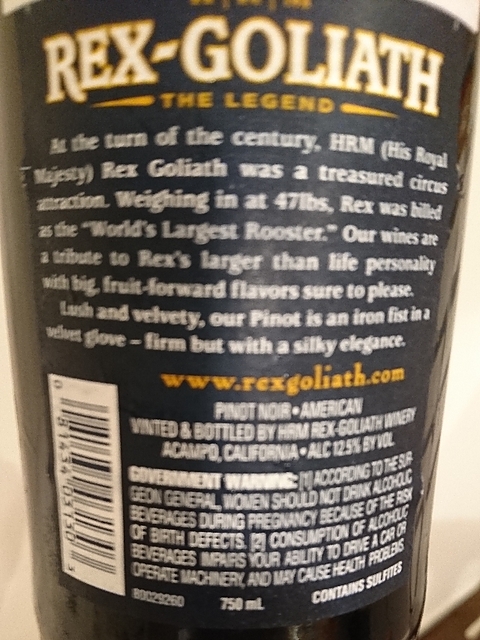 REX-GOLIATH
THE LEGEND
At the turn of the century, HRM (His Royal
Majesty) Rex Goliath was a treasured circus
attraction. Weighing in at 47lbs, Rex was billed
as the "World's Largest Rooster." Our wines are
a tribute to Rex's larger than life personality
with big, fruit-forward flavors sure to please.
Lush and velvety, our Pinot is an iron fist in a
velvet glove – firm but with a silky elegance.
www.rexgoliath.com
PINOT NOIR • AMERICAN
VINTED & BOTTLED BY HRM REX-GOLIATH WINERY
ACAMPO, CALIFORNIA • ALC 12.5% BY VOL
GOVERNMENT WARNING: (1) ACCORDING TO THE SUR-
GEON GENERAL, WOMEN SHOULD NOT DRINK ALCOHOLIC
BEVERAGES DURING PREGNANCY BECAUSE OF THE RISK
OF BIRTH DEFECTS. (2) CONSUMPTION OF ALCOHOLIC
BEVERAGES IMPAIRS YOUR ABILITY TO DRIVE A CAR OR
OPERATE MACHINERY, AND MAY CAUSE HEALTH PROBLEMS.
80029260 750 mL CONTAINS SULFITES